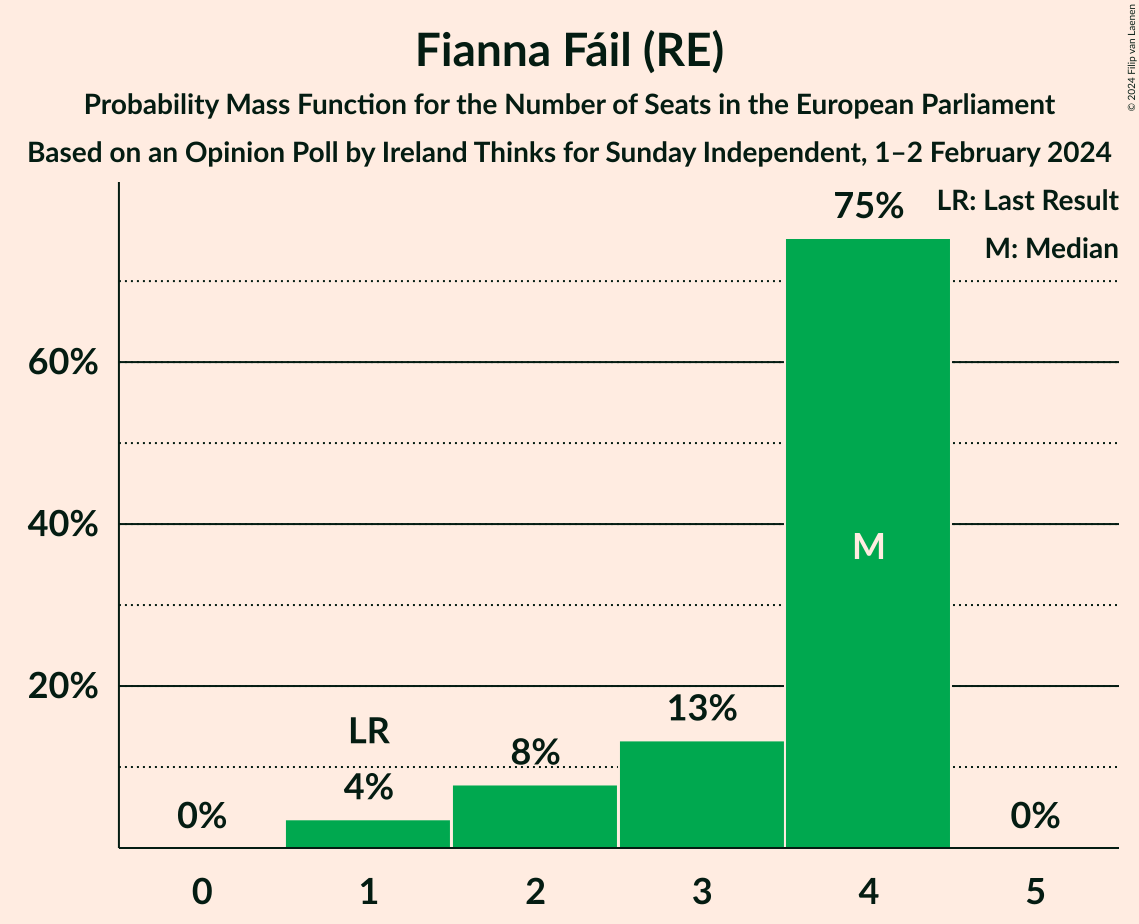 Fianna Fáil (RE)
Probability Mass Function for the Number of Seats in the European Parliament
Based on an Opinion Poll by Ireland Thinks for Sunday Independent, 1–2 February 2024
© 2024 Filip van Laenen
LR: Last Result
M: Median
60%
40%
20%
0%
LR
4%
8%
13%
75%
M
0%
0 1 2 3 4 5